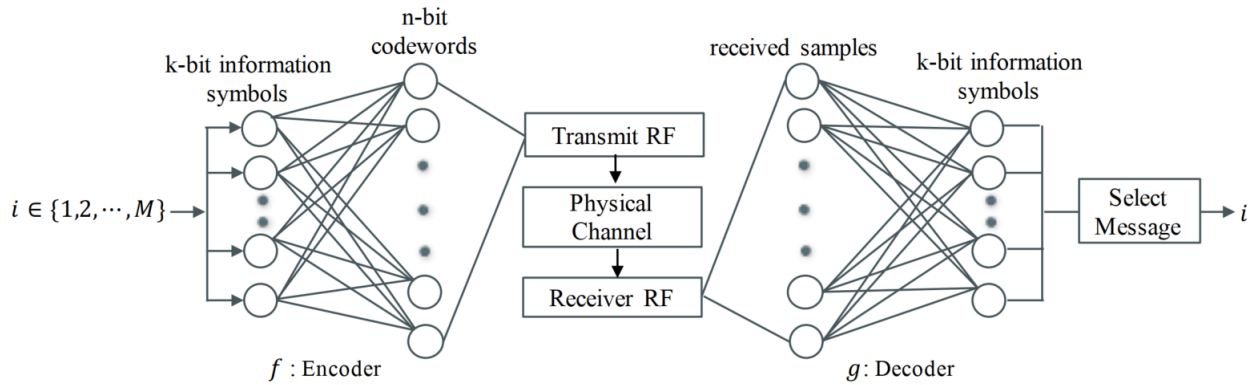 n-bit
codewords
k-bit information
symbols
i ∈ {1,2,⋯,M}
f : Encoder
Transmit RF
Physical
Channel
Receiver RF
received samples
k-bit information
symbols
g: Decoder
Select
Message
i